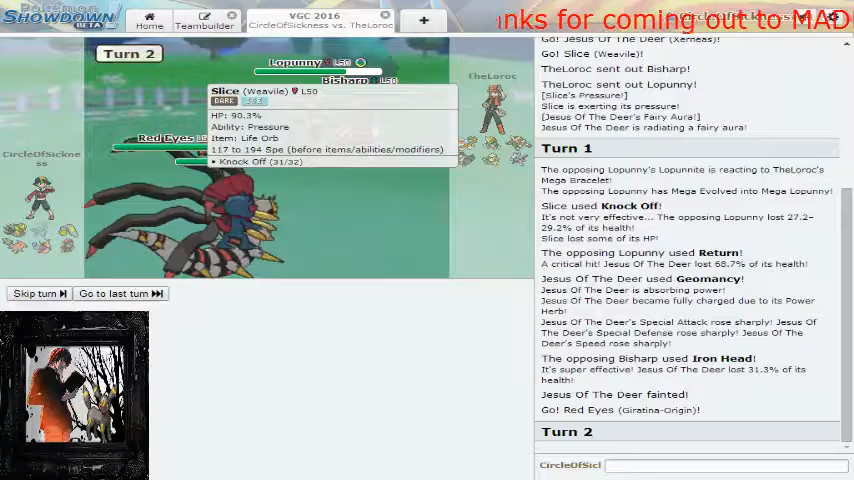 Pokémon
SHOWDOWN
BETA
Home
Teambuilder
VGC 2016
CircleOfSickness vs. TheLoroc
+
nks for coming out to MAD
Turn 2
Lopunny L50
Bisharp L50
Slice (Weavile) L50
DARK ICE
HP: 90.3%
Ability: Pressure
Item: Life Orb
117 to 194 Spe (before items/abilities/modifiers)
• Knock Off (31/32)
Red Eyes
CircleOfSickn
ess
TheLoroc
Skip turn
Go to last turn
Go! Jesus Of The Deer (Xerneas)!
Go! Slice (Weavile)!
TheLoroc sent out Bisharp!
TheLoroc sent out Lopunny!
[Slice's Pressure!]
Slice is exerting its pressure!
[Jesus Of The Deer's Fairy Aura!]
Jesus Of The Deer is radiating a fairy aura!
Turn 1
The opposing Lopunny's Lopunnite is reacting to TheLoroc's
Mega Bracelet!
The opposing Lopunny has Mega Evolved into Mega Lopunny!
Slice used Knock Off!
It's not very effective... The opposing Lopunny lost 27.2–
29.2% of its health!
Slice lost some of its HP!
The opposing Lopunny used Return!
A critical hit! Jesus Of The Deer lost 68.7% of its health!
Jesus Of The Deer used Geomancy!
Jesus Of The Deer is absorbing power!
Jesus Of The Deer became fully charged due to its Power
Herb!
Jesus Of The Deer's Special Attack rose sharply! Jesus Of
The Deer's Special Defense rose sharply! Jesus Of The
Deer's Speed rose sharply!
The opposing Bisharp used Iron Head!
It's super effective! Jesus Of The Deer lost 31.3% of its
health!
Jesus Of The Deer fainted!
Go! Red Eyes (Giratina-Origin)!
Turn 2
CircleOfSicl